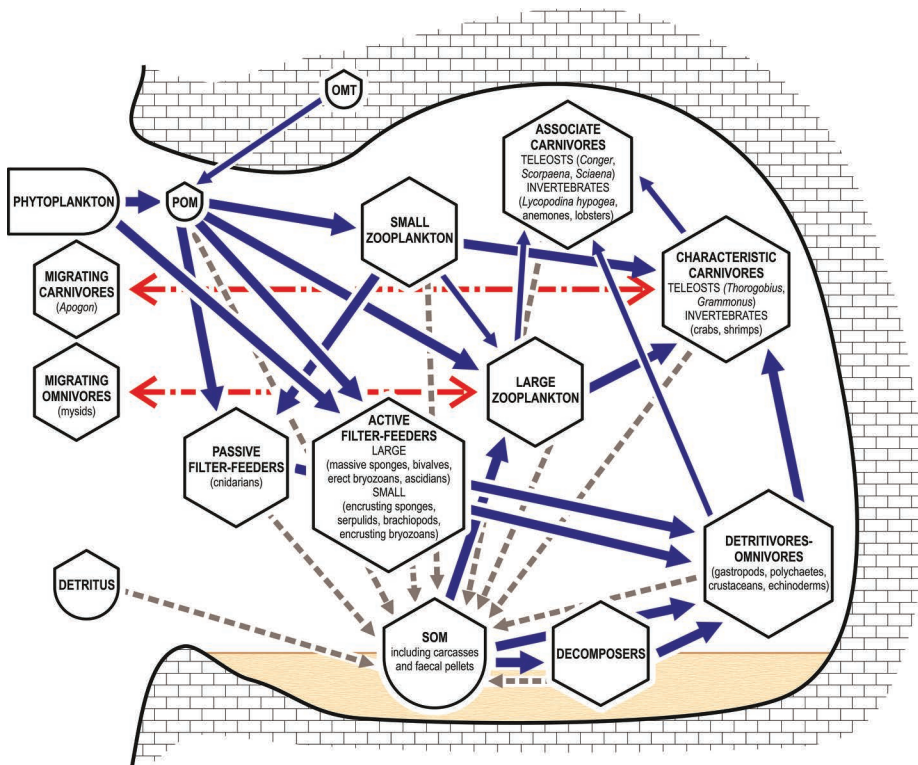 OMT
ASSOCIATE
CARNIVORES
TELEOSTS (Conger,
Scorpaena, Sciaena)
INVERTEBRATES
(Lycopodina hypogea,
anemones, lobsters)
PHYTOPLANKTON
POM
SMALL
ZOOPLANKTON
CHARACTERISTIC
CARNIVORES
TELEOSTS (Thorogobius,
Grammonus)
INVERTEBRATES
(crabs, shrimps)
MIGRATING
CARNIVORES
(Apogon)
MIGRATING
OMNIVORES
(mysids)
LARGE
ZOOPLANKTON
PASSIVE
FILTER-FEEDERS
(cnidarians)
ACTIVE
FILTER-FEEDERS
LARGE
(massive sponges, bivalves,
erect bryozoans, ascidians)
SMALL
(encrusting sponges,
serpulids, brachiopods,
encrusting bryozoans)
DETRITIVORES-
OMNIVORES
(gastropods, polychaetes,
crustaceans, echinoderms)
DETRITUS
SOM
including carcasses
and faecal pellets
DECOMPOSERS